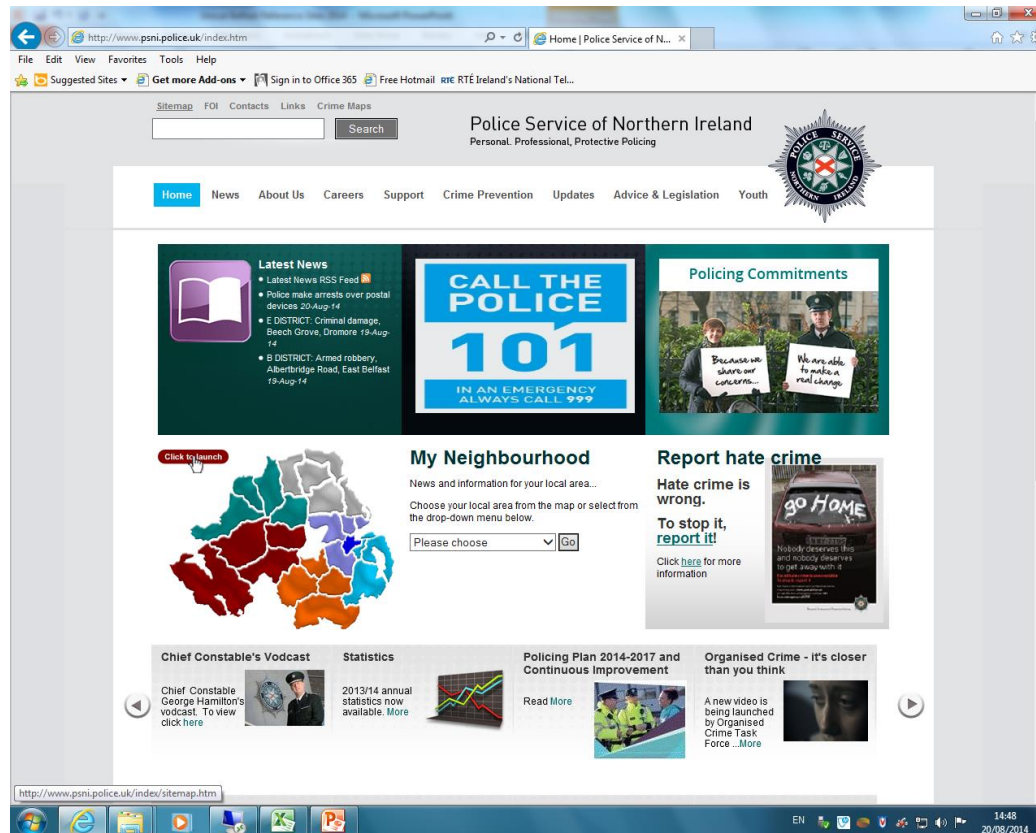 http://www.psni.police.uk/index.htm
Home | Police Service of N...
File Edit View Favorites Tools Help
Suggested Sites Get more Add-ons Sign in to Office 365 Free Hotmail RTE RTÉ Ireland's National Tel...
Sitemap FOI Contacts Links Crime Maps
Search
Police Service of Northern Ireland
Personal. Professional, Protective Policing
POLICE SERVICE
NORTHERN IRELAND
Home News About Us Careers Support Crime Prevention Updates Advice & Legislation Youth
Latest News
Latest News RSS Feed
Police make arrests over postal
devices 20-Aug-14
E DISTRICT: Criminal damage,
Beech Grove, Dromore 19-Aug-
14
B DISTRICT: Armed robbery,
Albertbridge Road, East Belfast
19-Aug-14
CALL THE
POLICE
101
IN AN EMERGENCY
ALWAYS CALL 999
Policing Commitments
Because we
share our
concerns...
We are able
to make a
real change
Click to launch
My Neighbourhood
News and information for your local area...
Choose your local area from the map or select from
the drop-down menu below.
Please choose Go
Report hate crime
Hate crime is
wrong.
To stop it,
report it!
Click here for more
information
go HOME
Nobody deserves this
and nobody deserves
to get away with it
Chief Constable's Vodcast
Chief Constable
George Hamilton's
vodcast. To view
click here
Statistics
2013/14 annual
statistics now
available. More
Policing Plan 2014-2017 and
Continuous Improvement
Read More
Organised Crime - it's closer
than you think
A new video is
being launched
by Organised
Crime Task
Force ...More
http://www.psni.police.uk/index/sitemap.htm
EN
14:48
20/08/2014